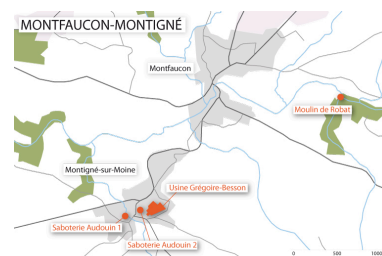 MONTFAUCON-MONTIGNÉ
Montfaucon
Moulin de Robat
Montigné-sur-Moine
Usine Grégoire-Besson
Saboterie Audouin 1
Saboterie Audouin 2
0 500 1000